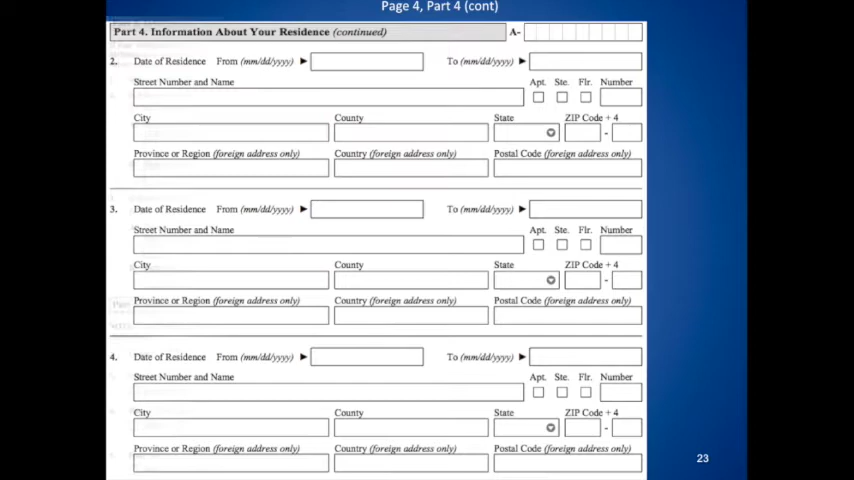 Page 4, Part 4 (cont)
Part 4. Information About Your Residence (continued) A-
2. Date of Residence From (mm/dd/yyyy) ► To (mm/dd/yyyy) ►
Street Number and Name Apt. Ste. Flr. Number
City County State ZIP Code + 4
-
Province or Region (foreign address only) Country (foreign address only) Postal Code (foreign address only)
3. Date of Residence From (mm/dd/yyyy) ► To (mm/dd/yyyy) ►
Street Number and Name Apt. Ste. Flr. Number
City County State ZIP Code + 4
-
Province or Region (foreign address only) Country (foreign address only) Postal Code (foreign address only)
4. Date of Residence From (mm/dd/yyyy) ► To (mm/dd/yyyy) ►
Street Number and Name Apt. Ste. Flr. Number
City County State ZIP Code + 4
-
Province or Region (foreign address only) Country (foreign address only) Postal Code (foreign address only)
23